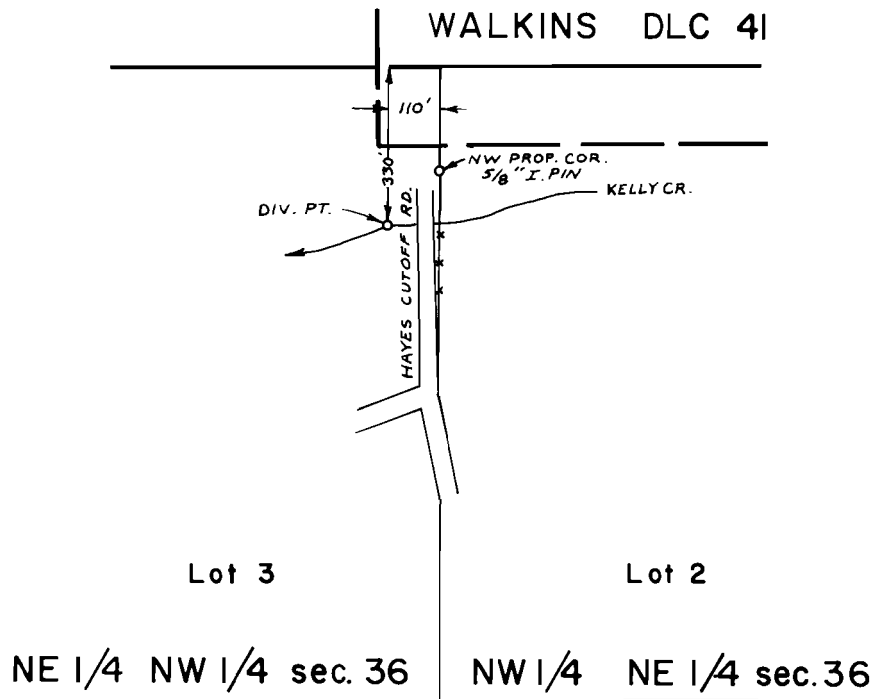 WALKINS DLC 41
110'
330'
NW PROP. COR.
5/8" I. PIN
KELLY CR.
DIV. PT.
HAYES CUTOFF RD.
Lot 3
Lot 2
NE 1/4 NW 1/4 sec. 36
NW 1/4 NE 1/4 sec. 36